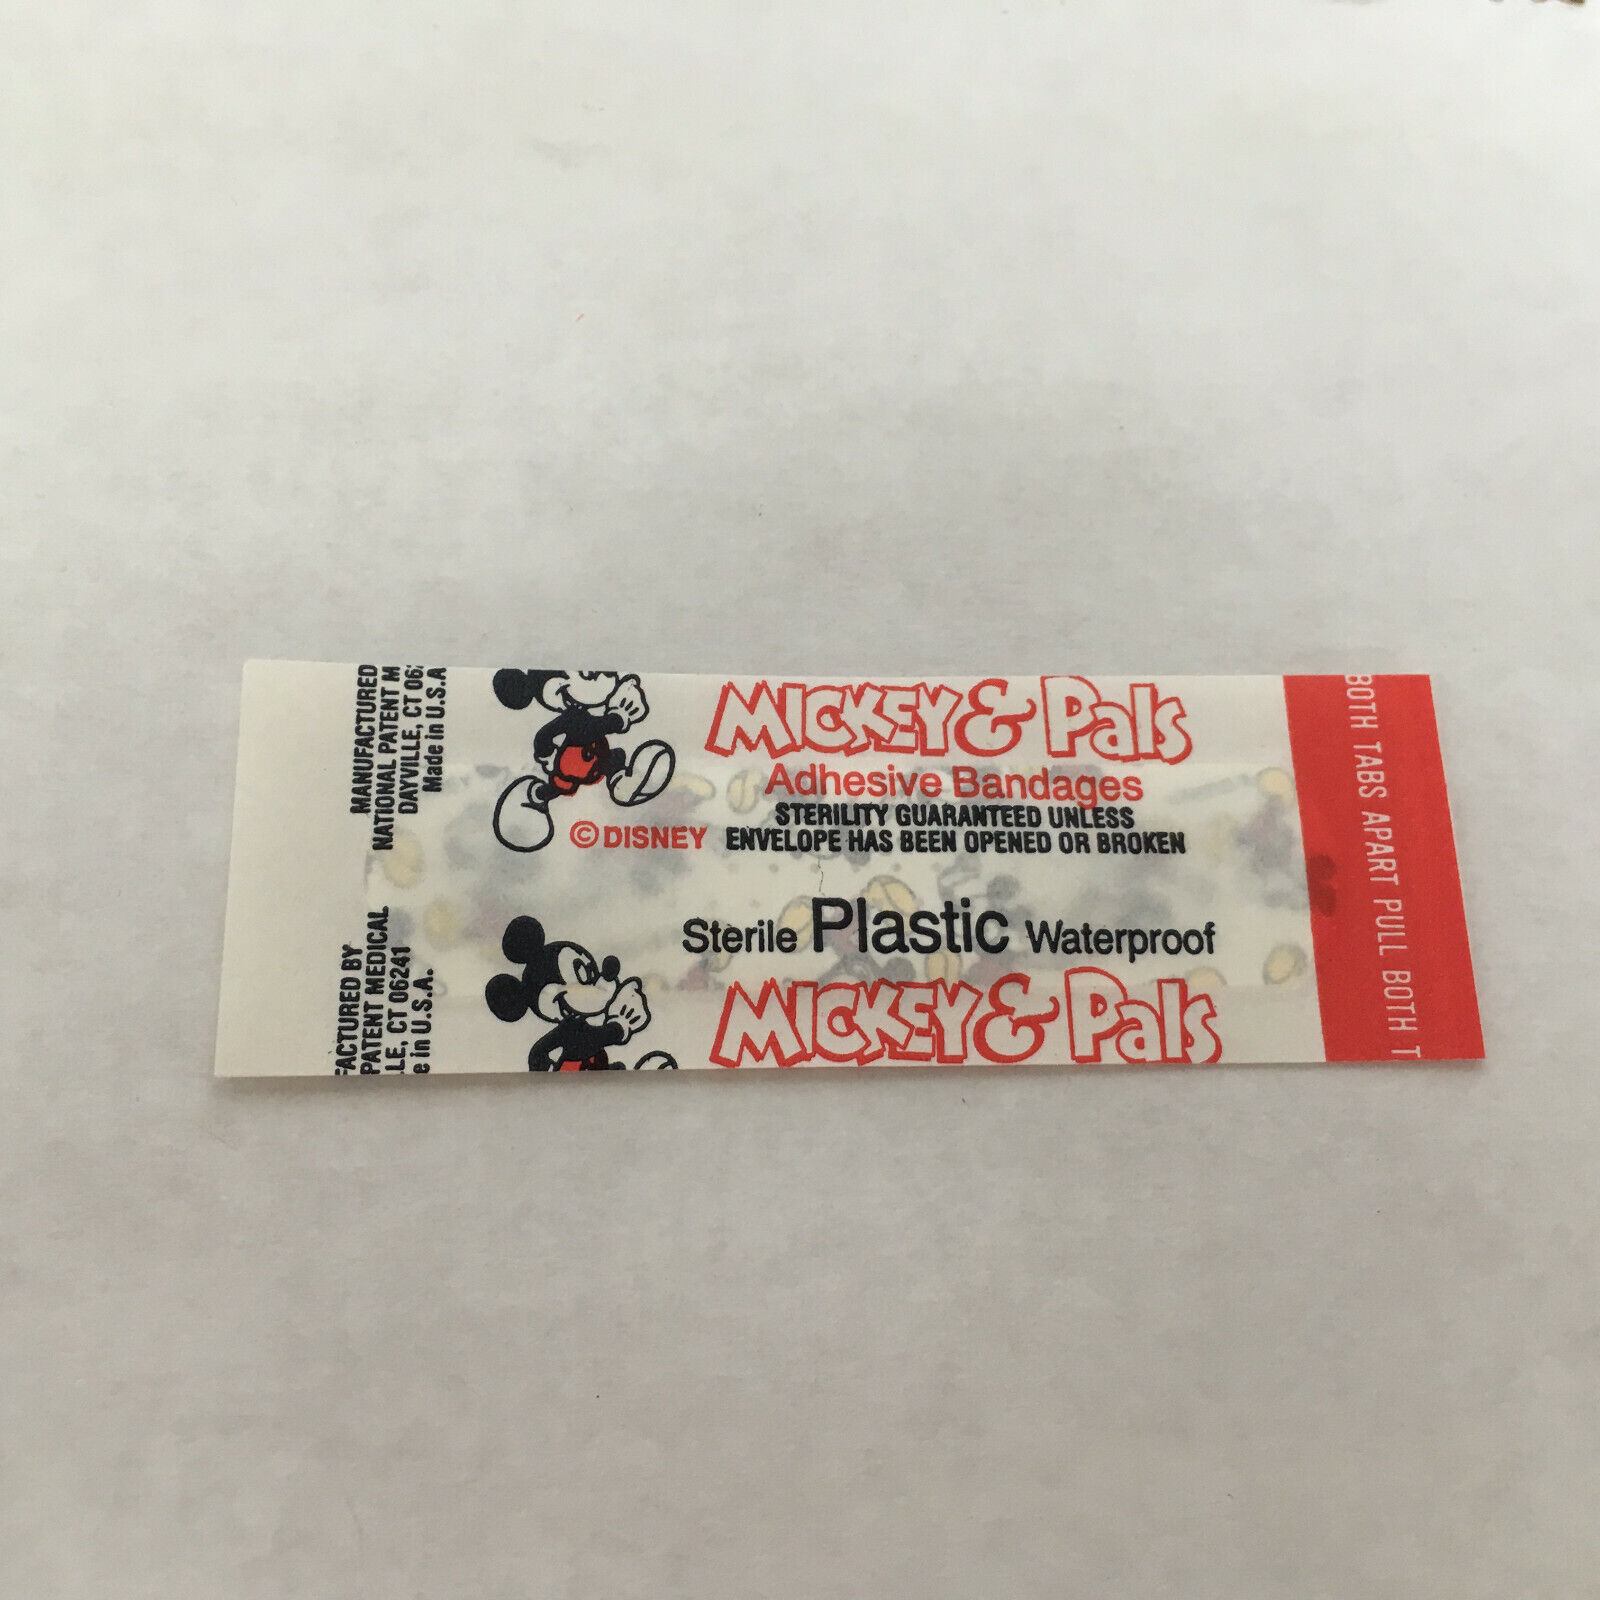 MANUFACTURED
NATIONAL PATENT M
DAYVILLE, CT 06
Made in U.S.A
MICKEY & Pals
Adhesive Bandages
STERILITY GUARANTEED UNLESS
©DISNEY ENVELOPE HAS BEEN OPENED OR BROKEN
Sterile Plastic Waterproof
MICKEY & Pals
FACTURED BY
PATENT MEDICAL
LLE, CT 06241
e in U.S.A.
BOTH TABS APART PULL BOTH T